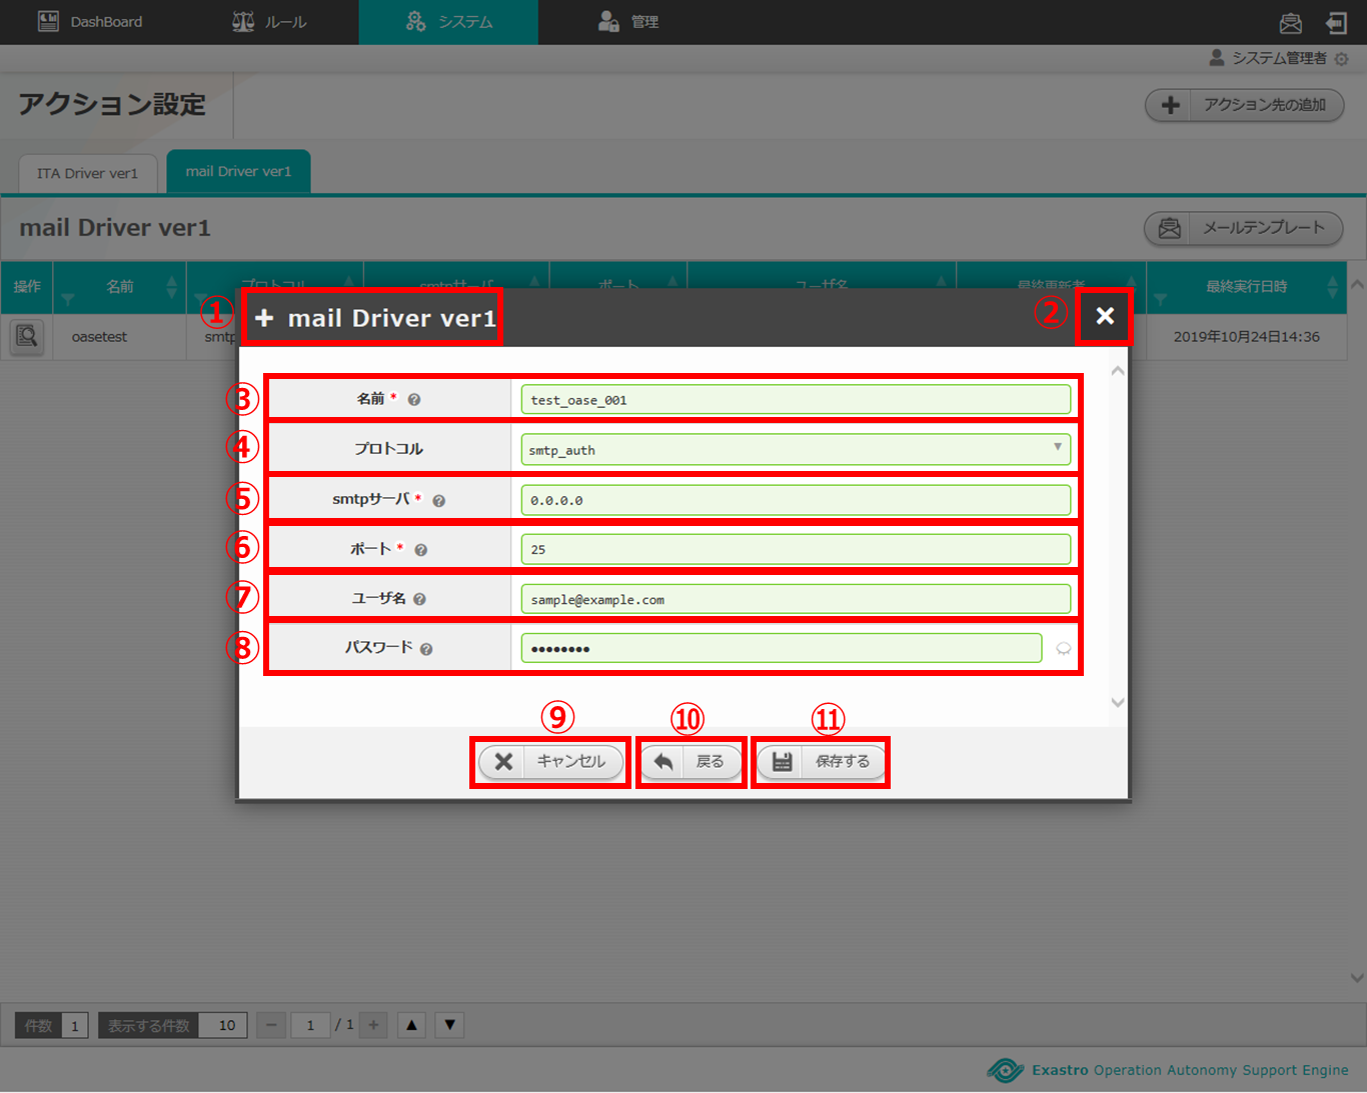 DashBoard ルール システム 管理
システム管理者
アクション設定
アクション先の追加
ITA Driver ver1 mail Driver ver1
mail Driver ver1
メールテンプレート
操作 名前 プロトコル smtpサーバ ポート ユーザ名 最終更新者 最終実行日時
oasetest smtp 2019年10月24日14:36
① mail Driver ver1 ②
③ 名前 * test_oase_001
④ プロトコル smtp_auth
⑤ smtpサーバ * 0.0.0.0
⑥ ポート * 25
⑦ ユーザ名 sample@example.com
⑧ パスワード ●●●●●●●●
⑨ ⑩ ⑪
キャンセル 戻る 保存する
件数 1 表示する件数 10 − 1 / 1 + ▲ ▼
Exastro Operation Autonomy Support Engine